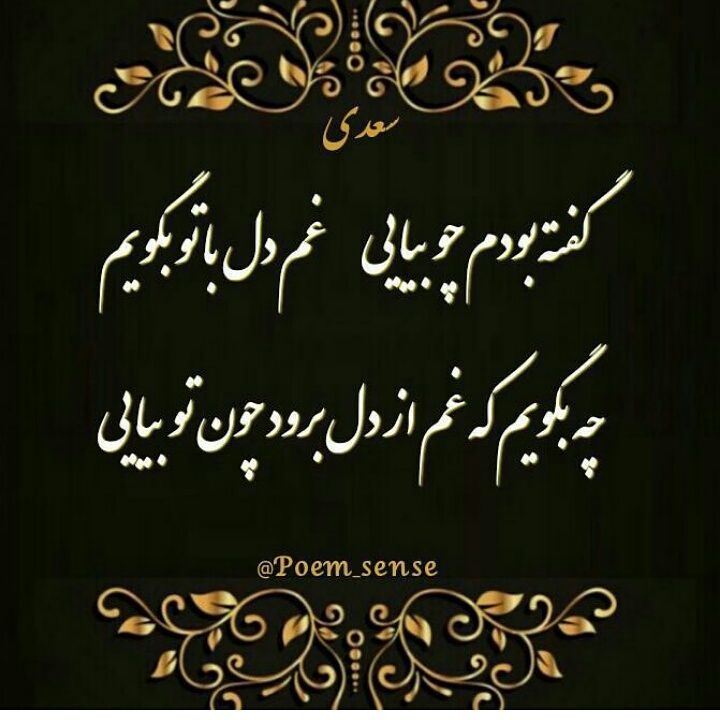 سعدی
گفته بودم چو بیایی غم دل با تو بگویم
چه بگویم که غم از دل برود چون تو بیایی
@Poem_sense